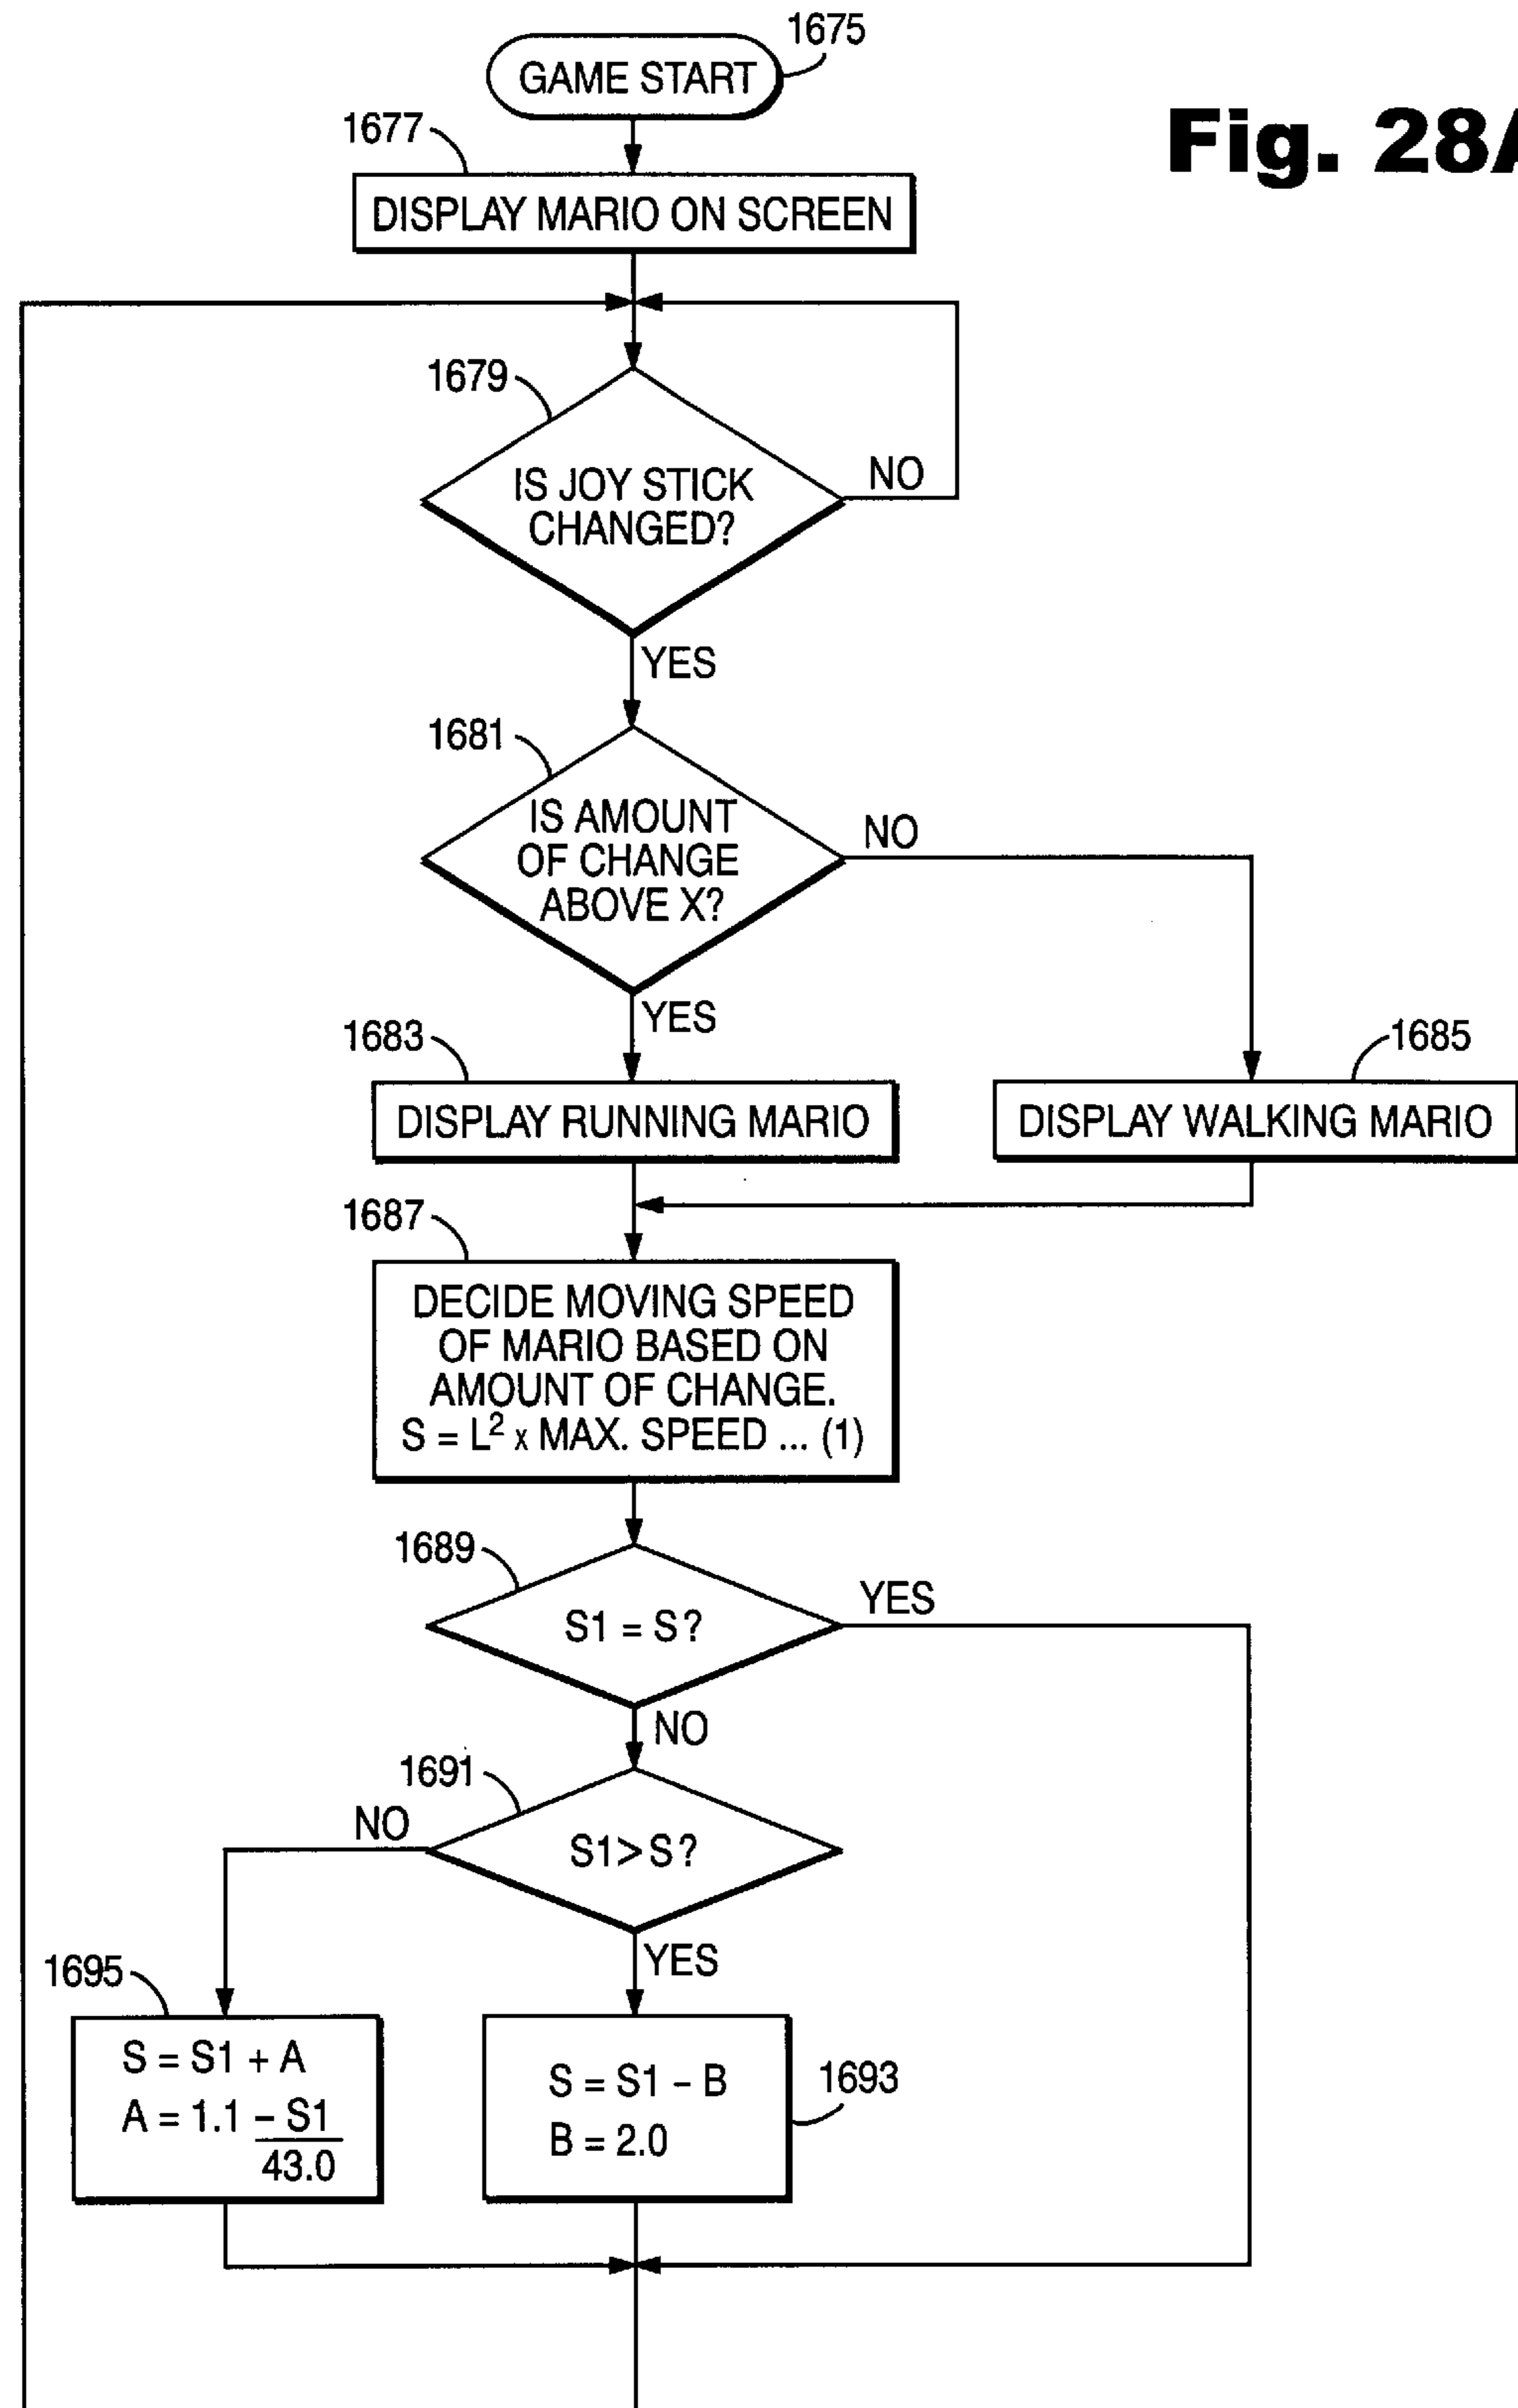 1675
GAME START
Fig. 28A
1677
DISPLAY MARIO ON SCREEN
1679
IS JOY STICK
CHANGED?
NO
YES
1681
IS AMOUNT
OF CHANGE
ABOVE X?
NO
YES
1683
DISPLAY RUNNING MARIO
1685
DISPLAY WALKING MARIO
1687
DECIDE MOVING SPEED
OF MARIO BASED ON
AMOUNT OF CHANGE.
S = L² x MAX. SPEED ... (1)
1689
S1 = S?
YES
NO
1691
S1>S?
NO
YES
1695
S = S1 + A
A = 1.1 – S1
43.0
S = S1 – B
B = 2.0
1693